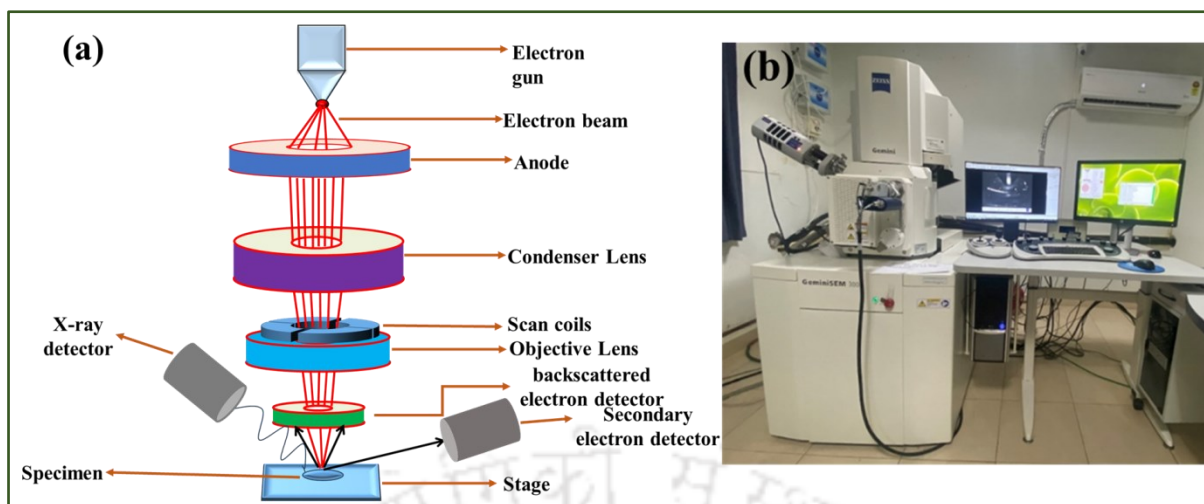 (a)
Electron
gun
Electron beam
Anode
Condenser Lens
X-ray
detector
Scan coils
Objective Lens
backscattered
electron detector
Secondary
electron detector
Specimen
Stage
(b)
ZEISS
Gemini
GeminiSEM